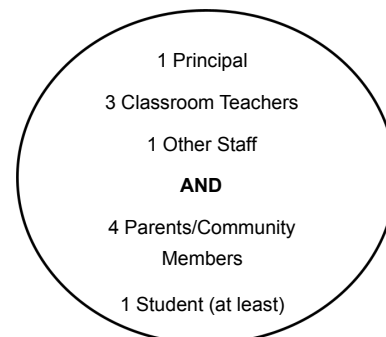 1 Principal
3 Classroom Teachers
1 Other Staff
AND
4 Parents/Community
Members
1 Student (at least)